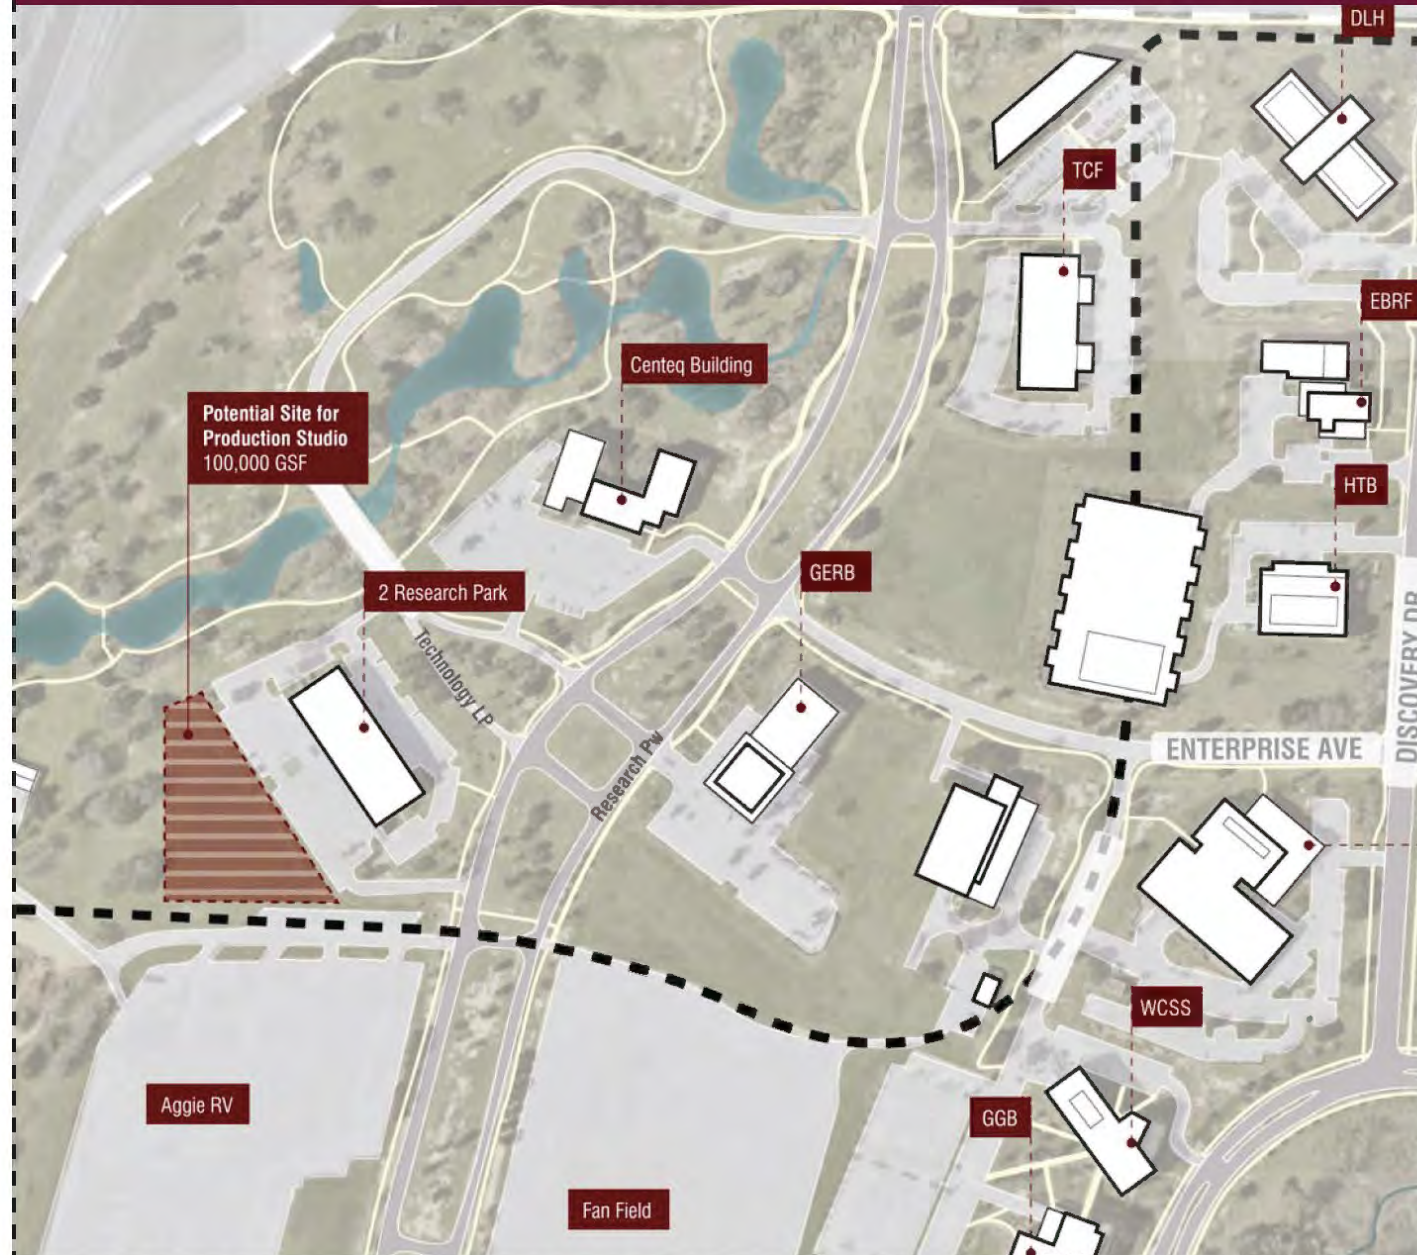 DLH
TCF
EBRF
Centeq Building
Potential Site for
Production Studio
100,000 GSF
HTB
GERB
2 Research Park
Technology LP
DISCOVERY DR
Research Pw
ENTERPRISE AVE
WCSS
Aggie RV
GGB
Fan Field